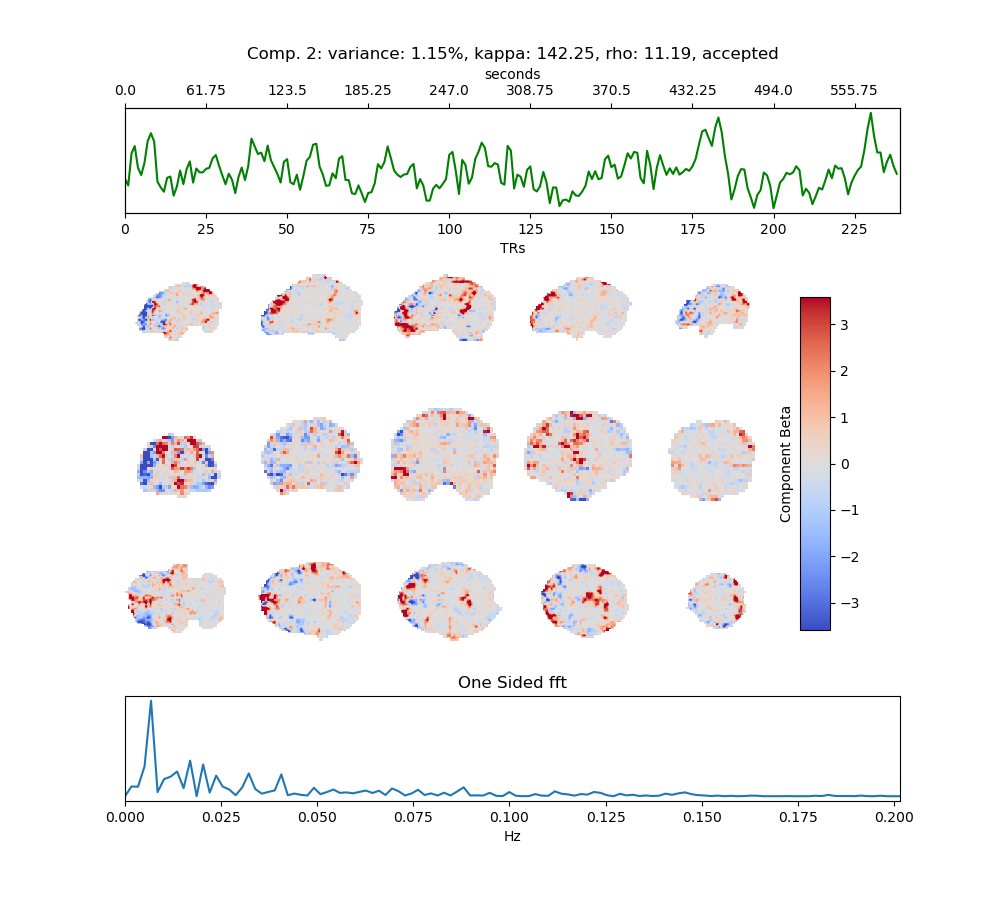 Comp. 2: variance: 1.15%, kappa: 142.25, rho: 11.19, accepted
seconds
0.0 61.75 123.5 185.25 247.0 308.75 370.5 432.25 494.0 555.75
0 25 50 75 100 125 150 175 200 225
TRs
3
2
1
0
−1
−2
−3
Component Beta
One Sided fft
0.000 0.025 0.050 0.075 0.100 0.125 0.150 0.175 0.200
Hz